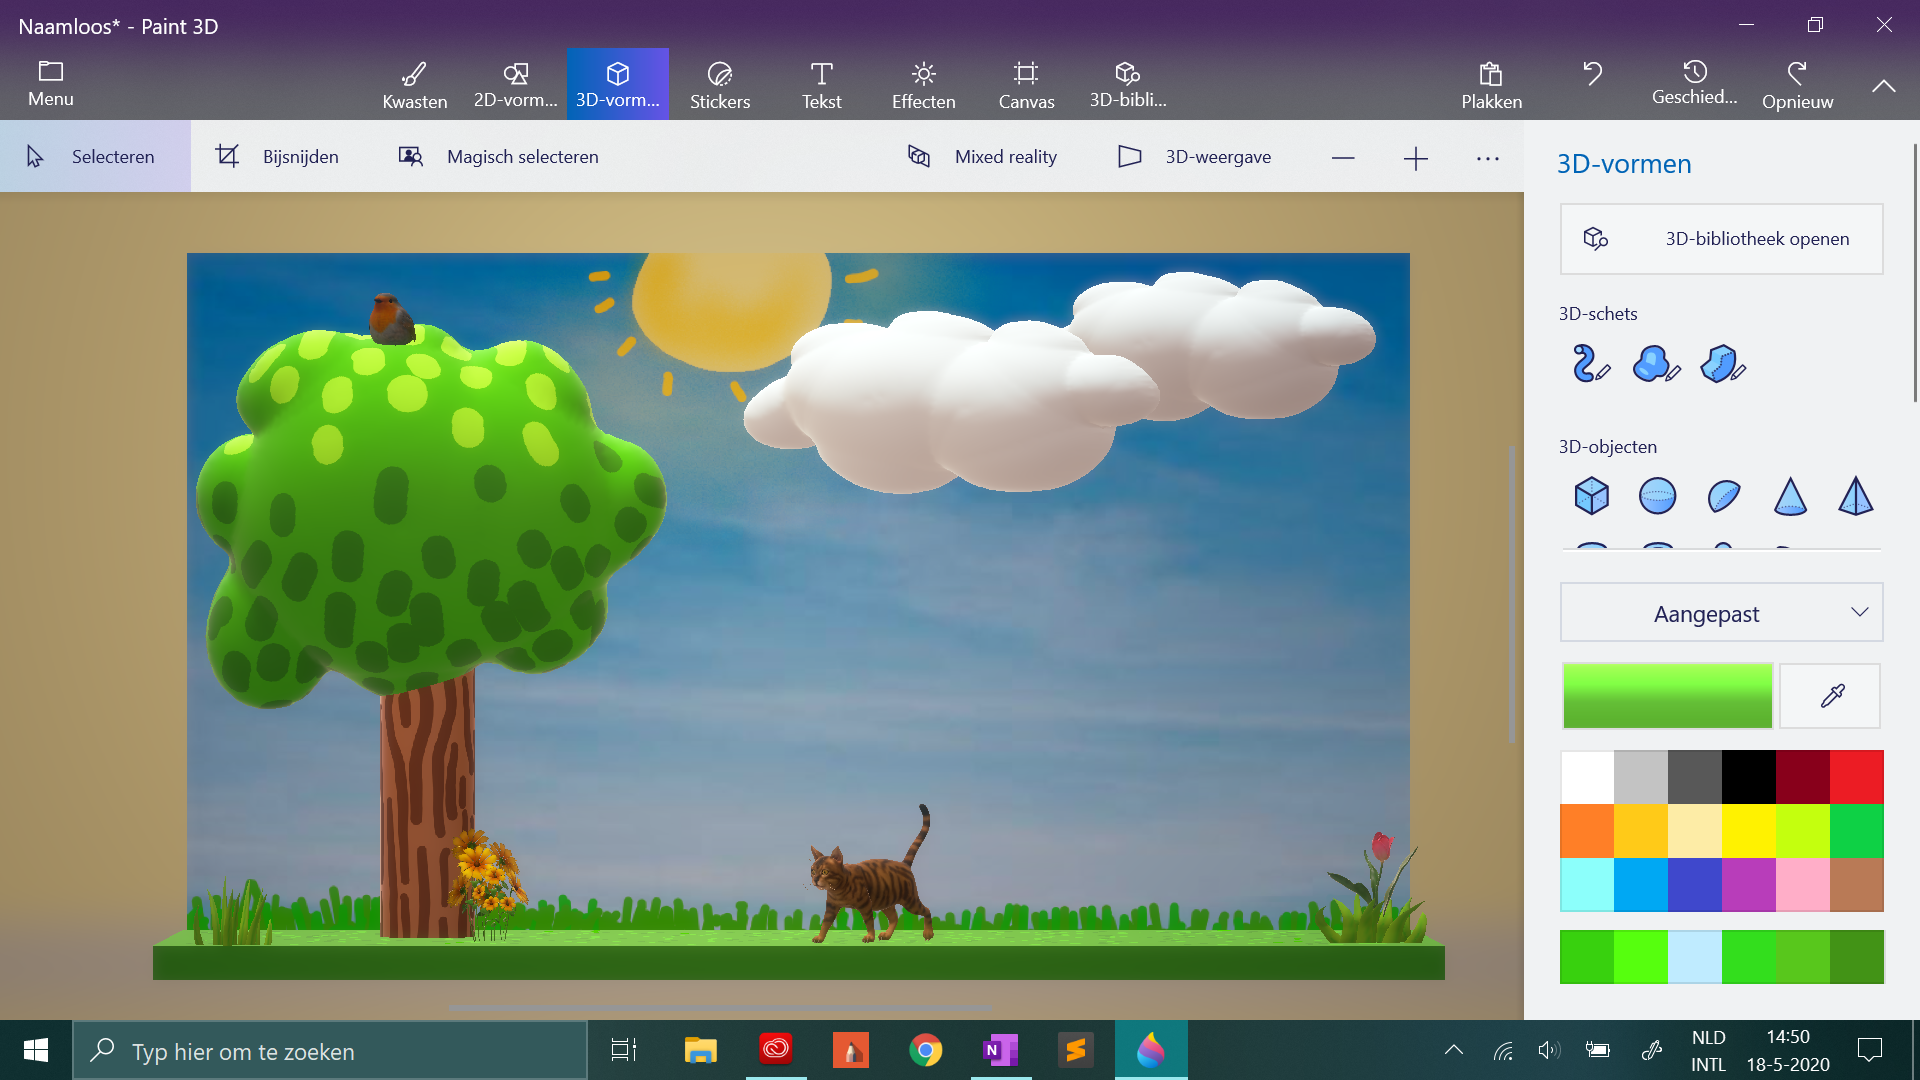 Naamloos* - Paint 3D
Menu
Kwasten
2D-vorm...
3D-vorm...
Stickers
Tekst
Effecten
Canvas
3D-bibli...
Plakken
Geschied...
Opnieuw
Selecteren
Bijsnijden
Magisch selecteren
Mixed reality
3D-weergave
3D-vormen
3D-bibliotheek openen
3D-schets
3D-objecten
Aangepast
Typ hier om te zoeken
N
NLD
INTL
14:50
18-5-2020